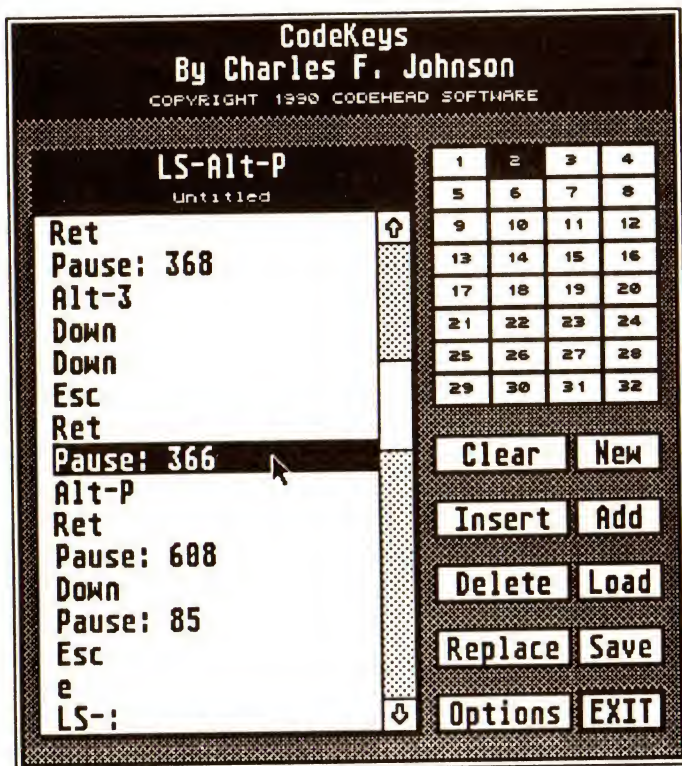 CodeKeys
By Charles F. Johnson
COPYRIGHT 1990 CODEHEAD SOFTWARE
LS-Alt-P
Untitled
Ret
Pause: 368
Alt-3
Down
Down
Esc
Ret
Pause: 366
Alt-P
Ret
Pause: 608
Down
Pause: 85
Esc
e
LS-:
1 2 3 4
5 6 7 8
9 10 11 12
13 14 15 16
17 18 19 20
21 22 23 24
25 26 27 28
29 30 31 32
Clear New
Insert Add
Delete Load
Replace Save
Options EXIT